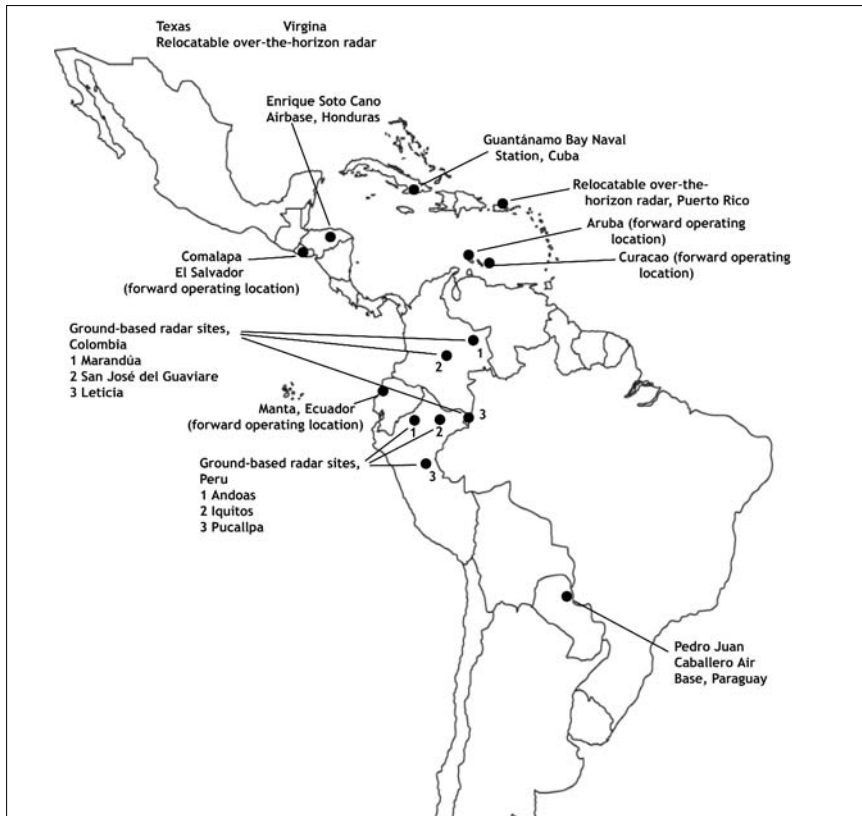 Texas Virgina
Relocatable over-the-horizon radar
Enrique Soto Cano
Airbase, Honduras
Guantánamo Bay Naval
Station, Cuba
Relocatable over-the-
horizon radar, Puerto Rico
Aruba (forward operating
location)
Curacao (forward operating
location)
Comalapa
El Salvador
(forward operating location)
Ground-based radar sites,
Colombia
1 Marandúa
2 San José del Guaviare
3 Leticia
1
2
3
Manta, Ecuador
(forward operating location)
1
2
3
Ground-based radar sites,
Peru
1 Andoas
2 Iquitos
3 Pucallpa
Pedro Juan
Caballero Air
Base, Paraguay